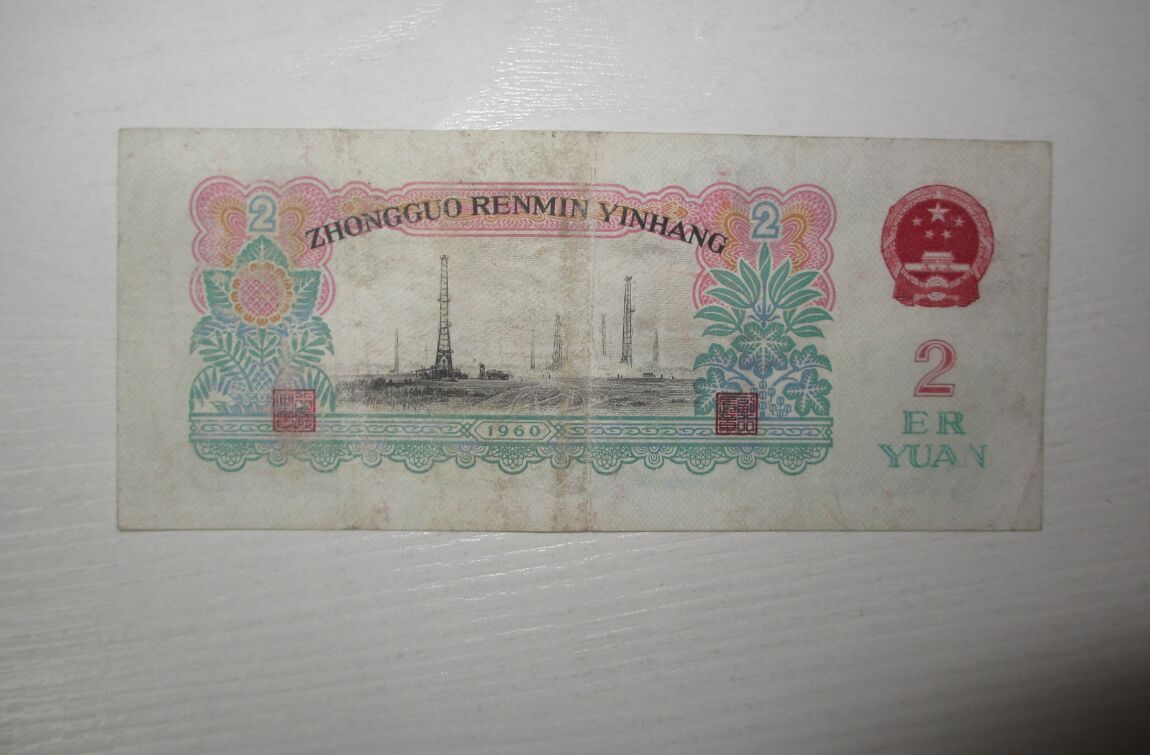 2
2
ZHONGGUO RENMIN YINHANG
2
ER
YUAN
1960